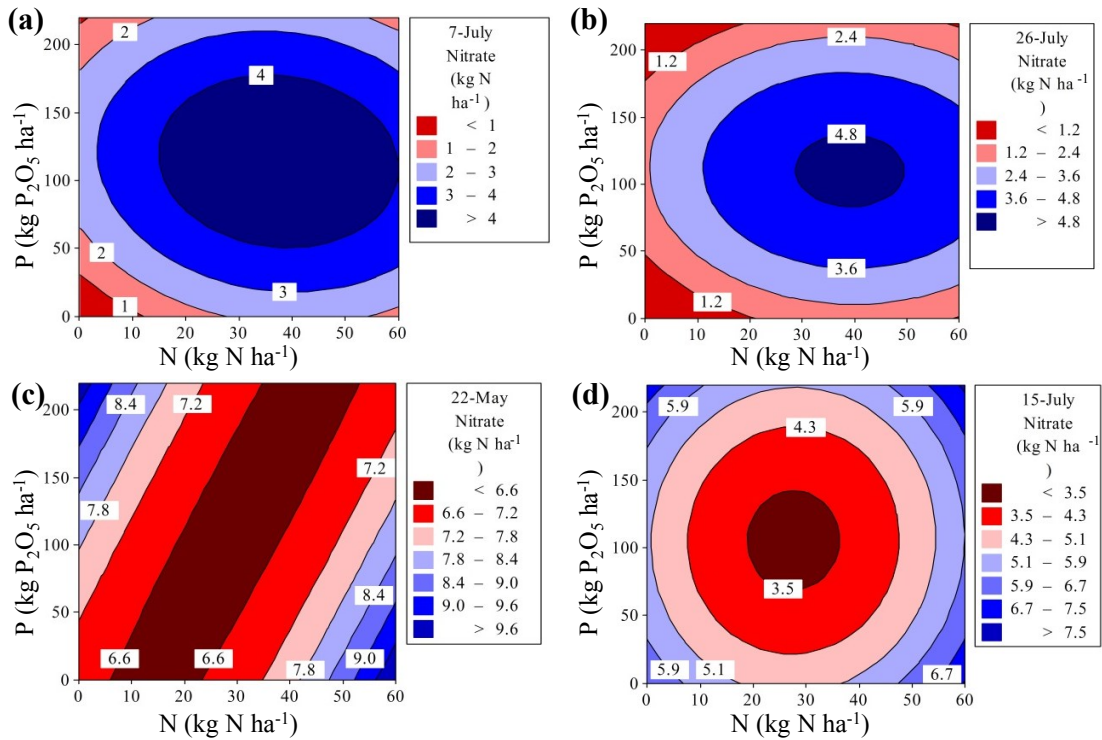 (a)
2
2
4
2
3
1
200
150
100
50
0
0 10 20 30 40 50 60
P (kg P₂O₅ ha⁻¹)
N (kg N ha⁻¹)
7-July
Nitrate
(kg N
ha⁻¹ )
< 1
1 – 2
2 – 3
3 – 4
> 4
(b)
2.4
1.2
4.8
3.6
1.2
200
150
100
50
0
0 10 20 30 40 50 60
P (kg P₂O₅ ha⁻¹)
N (kg N ha⁻¹)
26-July
Nitrate
(kg N ha⁻¹
)
< 1.2
1.2 – 2.4
2.4 – 3.6
3.6 – 4.8
> 4.8
(c)
8.4
7.2
7.2
7.8
8.4
6.6
6.6
7.8
9.0
200
150
100
50
0
0 10 20 30 40 50 60
P (kg P₂O₅ ha⁻¹)
N (kg N ha⁻¹)
22-May
Nitrate
(kg N ha⁻¹
)
< 6.6
6.6 – 7.2
7.2 – 7.8
7.8 – 8.4
8.4 – 9.0
9.0 – 9.6
> 9.6
(d)
5.9
5.9
4.3
3.5
5.9
5.1
6.7
200
150
100
50
0
0 10 20 30 40 50 60
P (kg P₂O₅ ha⁻¹)
N (kg N ha⁻¹)
15-July
Nitrate
(kg N ha⁻¹
)
< 3.5
3.5 – 4.3
4.3 – 5.1
5.1 – 5.9
5.9 – 6.7
6.7 – 7.5
> 7.5